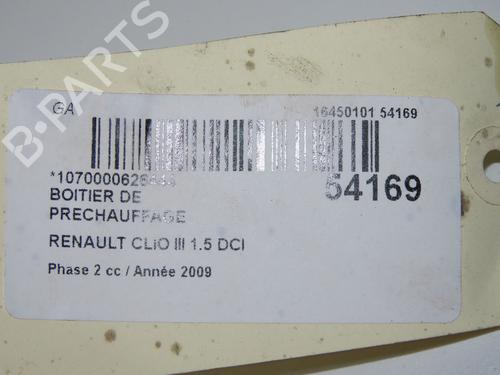 GA
16450101 54169
54169
BOITIER DE
PRECHAUFFAGE
RENAULT CLiO III 1.5 DCI
Phase 2 cc / Année 2009
B-PARTS